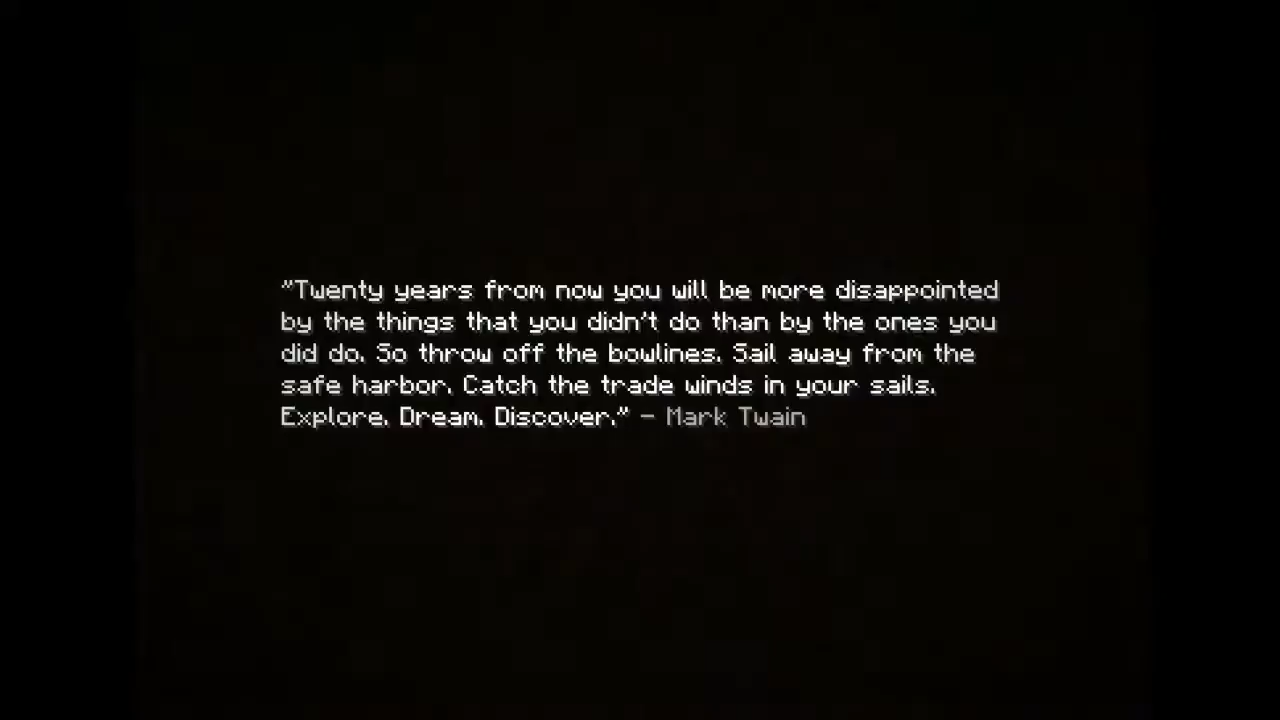 "Twenty years from now you will be more disappointed
by the things that you didn't do than by the ones you
did do. So throw off the bowlines. Sail away from the
safe harbor. Catch the trade winds in your sails.
Explore. Dream. Discover." - Mark Twain